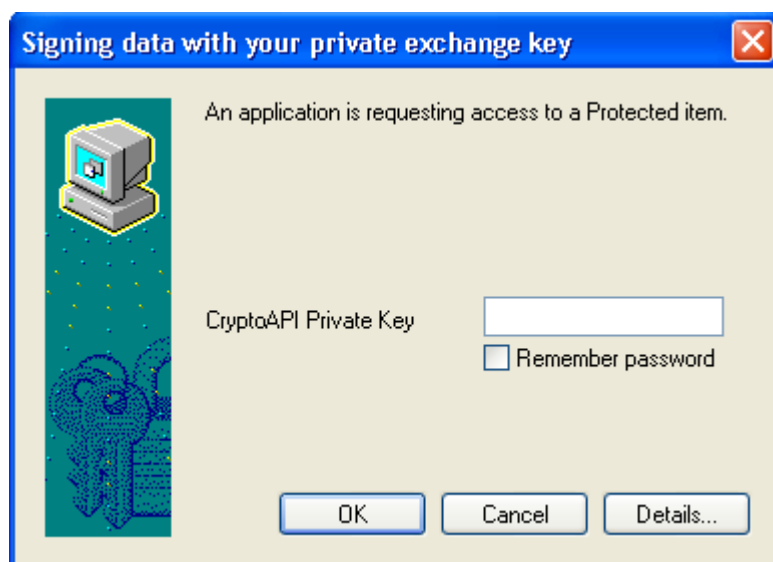 Signing data with your private exchange key
An application is requesting access to a Protected item.
CryptoAPI Private Key
Remember password
OK Cancel Details...